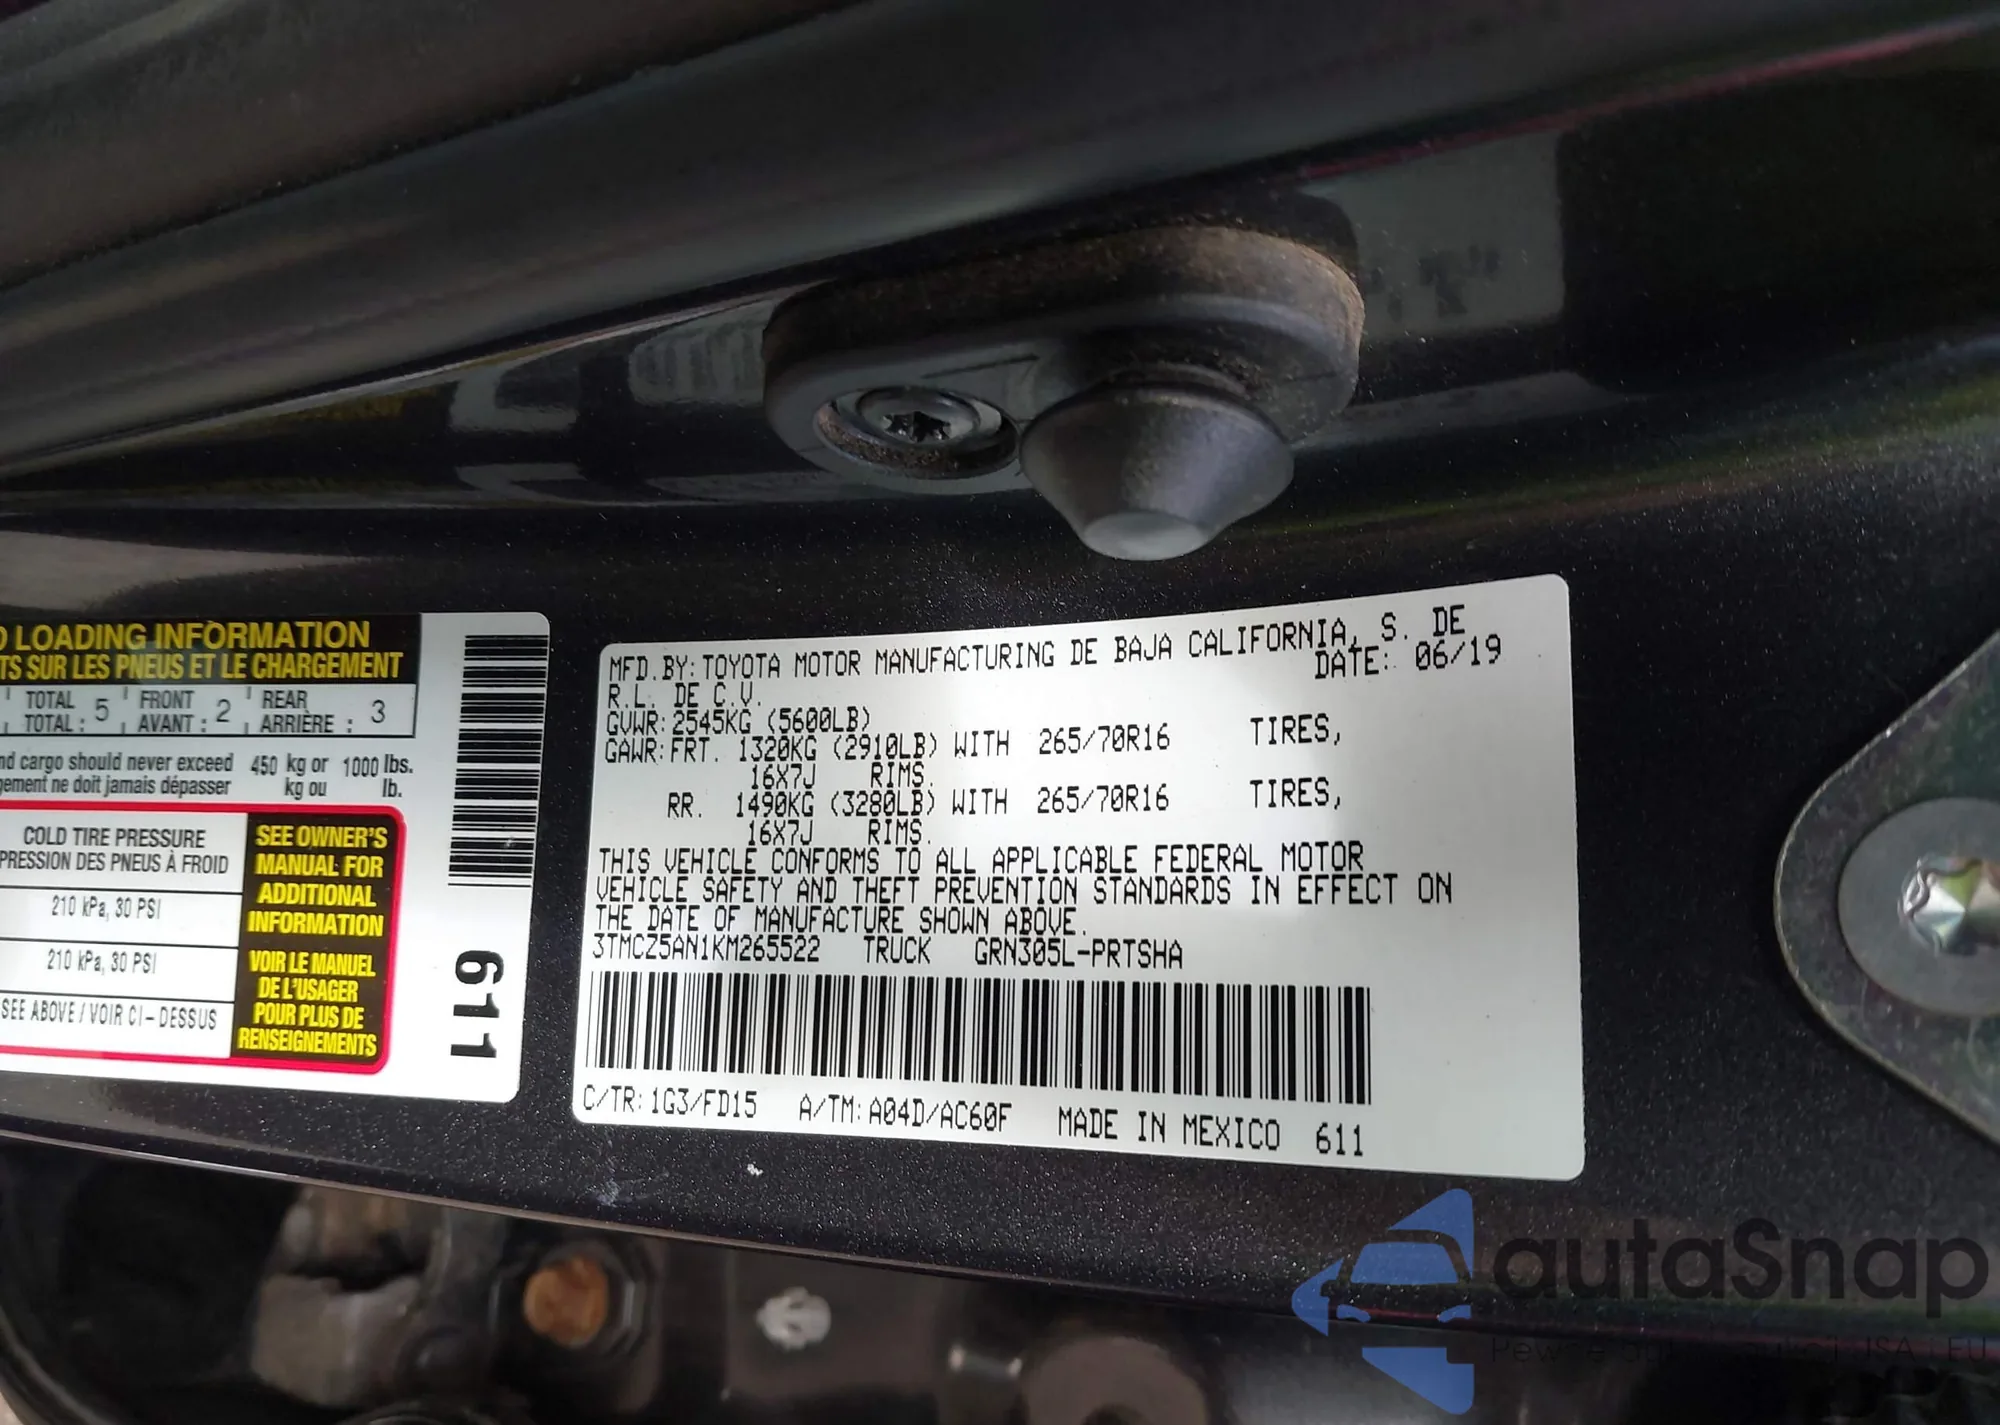 D LOADING INFORMATION
TS SUR LES PNEUS ET LE CHARGEMENT
TOTAL 5 FRONT 2 REAR 3
TOTAL : AVANT : ARRIÈRE :
nd cargo should never exceed 450 kg or 1000 lbs.
gement ne doit jamais dépasser kg ou lb.
COLD TIRE PRESSURE
PRESSION DES PNEUS À FROID
210 kPa, 30 PSI
210 kPa, 30 PSI
SEE ABOVE / VOIR CI-DESSUS
SEE OWNER'S
MANUAL FOR
ADDITIONAL
INFORMATION
VOIR LE MANUEL
DE L'USAGER
POUR PLUS DE
RENSEIGNEMENTS
611
MFD.BY:TOYOTA MOTOR MANUFACTURING DE BAJA CALIFORNIA, S. DE
R.L. DE C.V. DATE: 06/19
GVWR:2545KG (5600LB)
GAWR:FRT. 1320KG (2910LB) WITH 265/70R16 TIRES,
16X7J RIMS.
RR. 1490KG (3280LB) WITH 265/70R16 TIRES,
16X7J RIMS.
THIS VEHICLE CONFORMS TO ALL APPLICABLE FEDERAL MOTOR
VEHICLE SAFETY AND THEFT PREVENTION STANDARDS IN EFFECT ON
THE DATE OF MANUFACTURE SHOWN ABOVE.
3TMCZ5AN1KM265522 TRUCK GRN305L-PRTSHA
C/TR:1G3/FD15 A/TM:A04D/AC60F MADE IN MEXICO 611
autaSnap